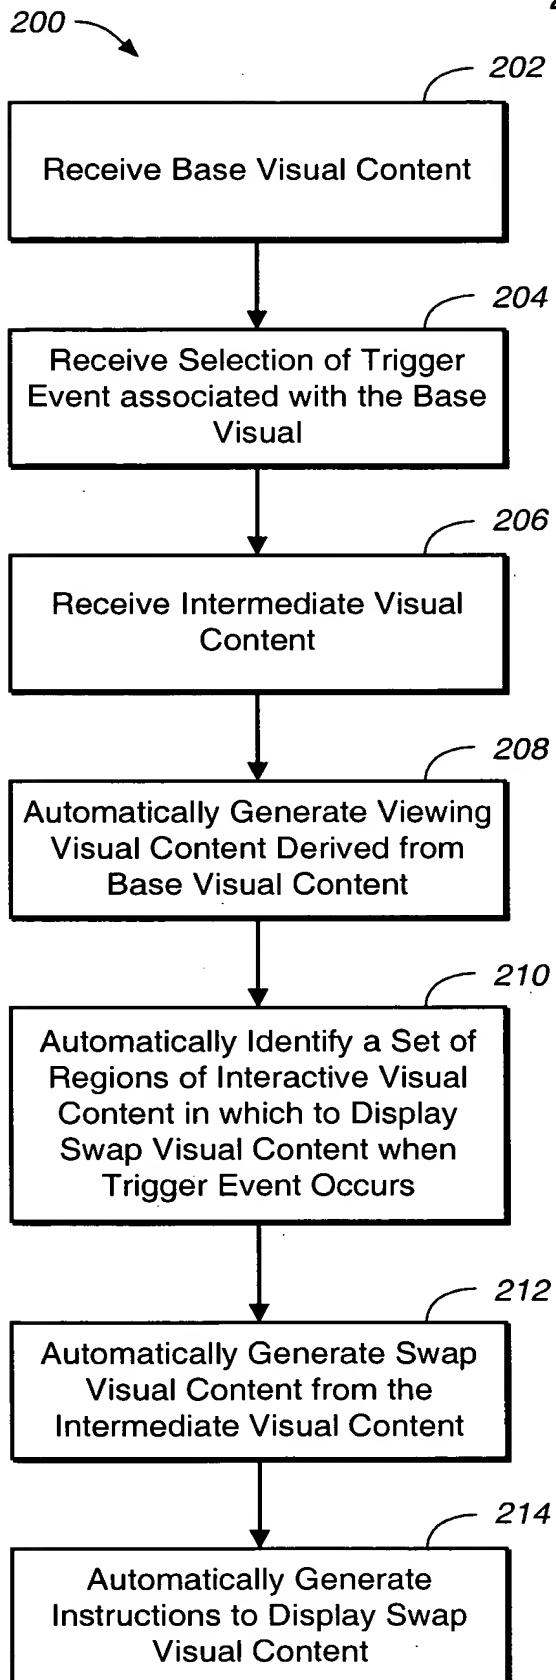 200
202
Receive Base Visual Content
204
Receive Selection of Trigger
Event associated with the Base
Visual
206
Receive Intermediate Visual
Content
208
Automatically Generate Viewing
Visual Content Derived from
Base Visual Content
210
Automatically Identify a Set of
Regions of Interactive Visual
Content in which to Display
Swap Visual Content when
Trigger Event Occurs
212
Automatically Generate Swap
Visual Content from the
Intermediate Visual Content
214
Automatically Generate
Instructions to Display Swap
Visual Content